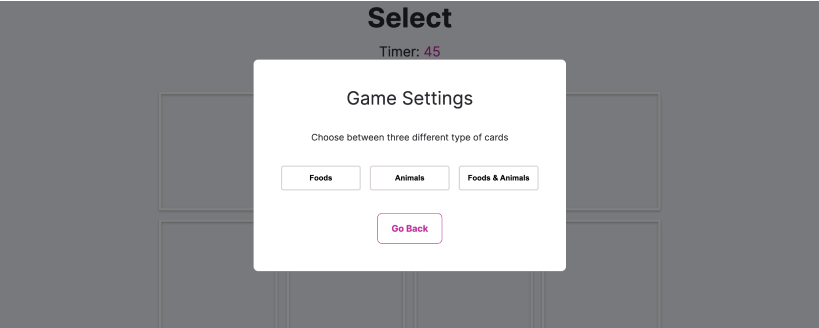 Select
Timer: 45
Game Settings
Choose between three different type of cards
Foods
Animals
Foods & Animals
Go Back